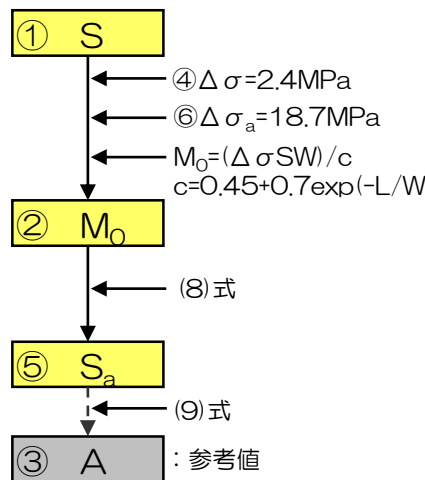 ① S
④Δσ=2.4MPa
⑥Δσa=18.7MPa
M0=(ΔσSW)/c
c=0.45+0.7exp(-L/W
② M0
(8)式
⑤ Sa
(9)式
③ A
：参考値